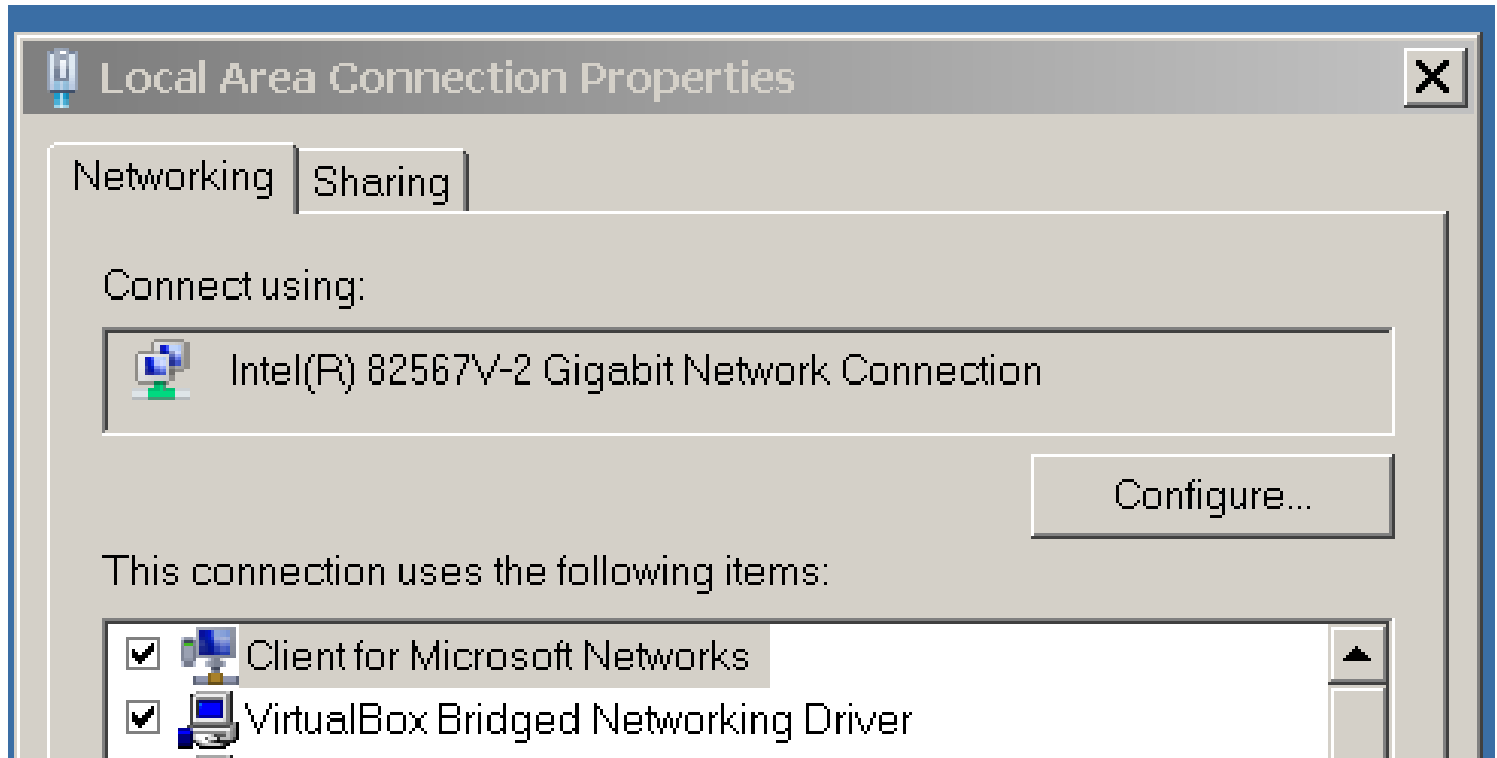 Local Area Connection Properties
Networking
Sharing
Connect using:
Intel(R) 82567V-2 Gigabit Network Connection
Configure...
This connection uses the following items:
Client for Microsoft Networks
VirtualBox Bridged Networking Driver